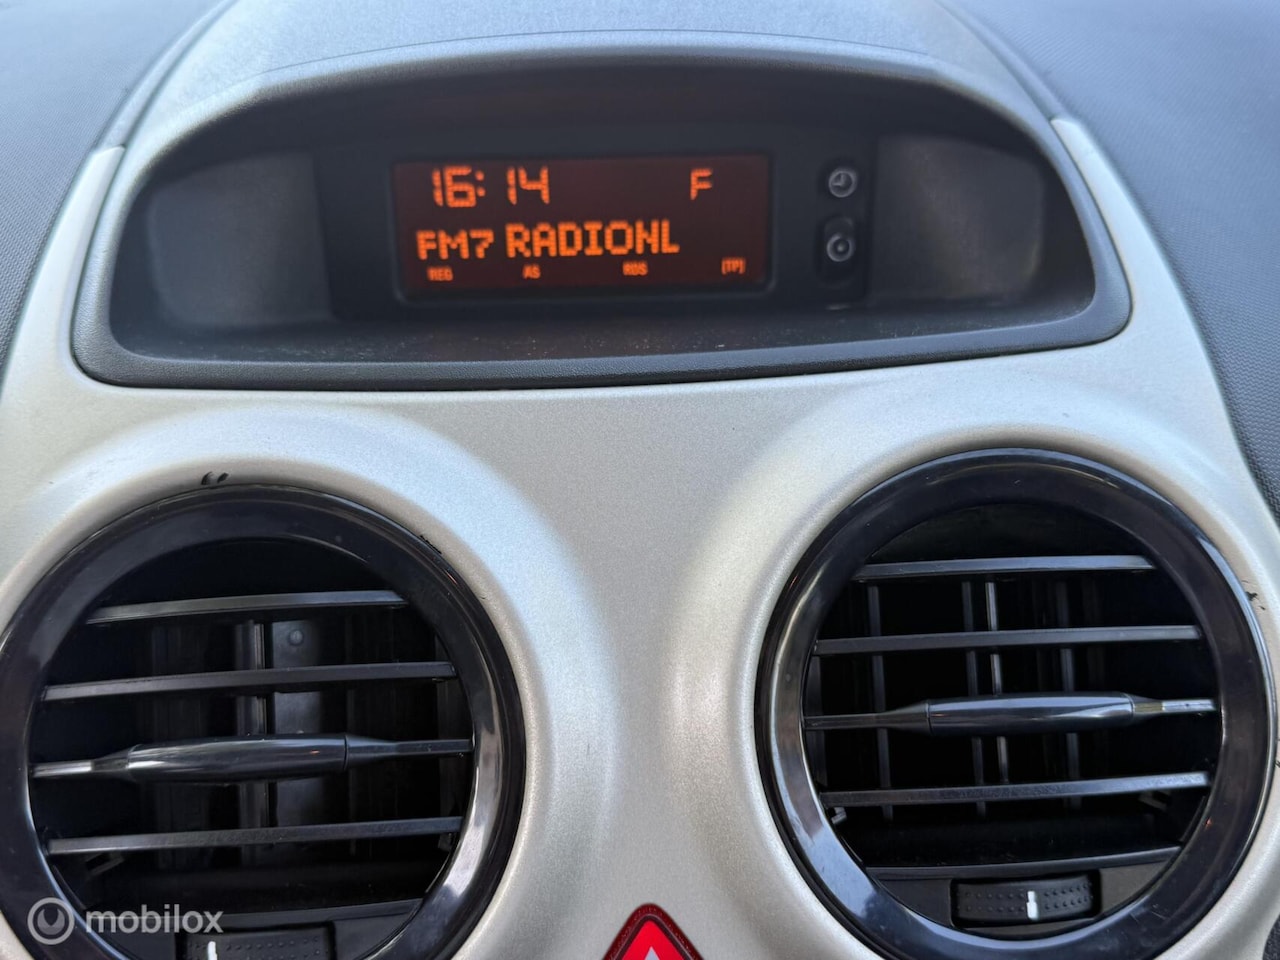 16:14 F
FM7 RADIONL
REG AS RDS [TP]
mobilox